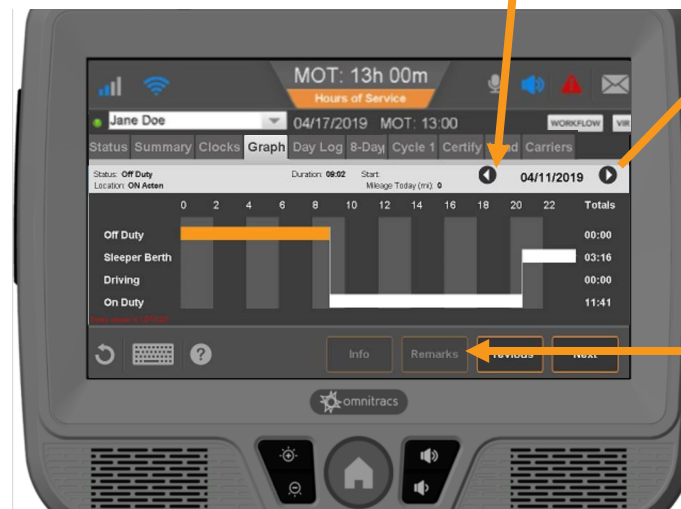 MOT: 13h 00m
Hours of Service
Jane Doe
04/17/2019 MOT: 13:00
WORKFLOW
VIR
Status Summary Clocks Graph Day Log 8-Day Cycle 1 Certify Carriers
Status: Off Duty Duration: 09:02 Start:
Location: ON Acton Mileage Today (mi): 0
04/11/2019
0 2 4 6 8 10 12 14 16 18 20 22 Totals
Off Duty 00:00
Sleeper Berth 03:16
Driving 00:00
On Duty 11:41
?
Info Remarks Previous Next
omnitracs